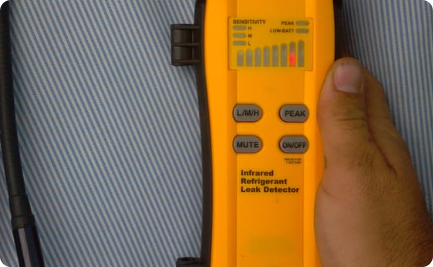 SENSITIVITY
PEAK
H
LOW-BATT
M
L
L/M/H
PEAK
MUTE
ON/OFF
Infrared
Refrigerant
Leak Detector